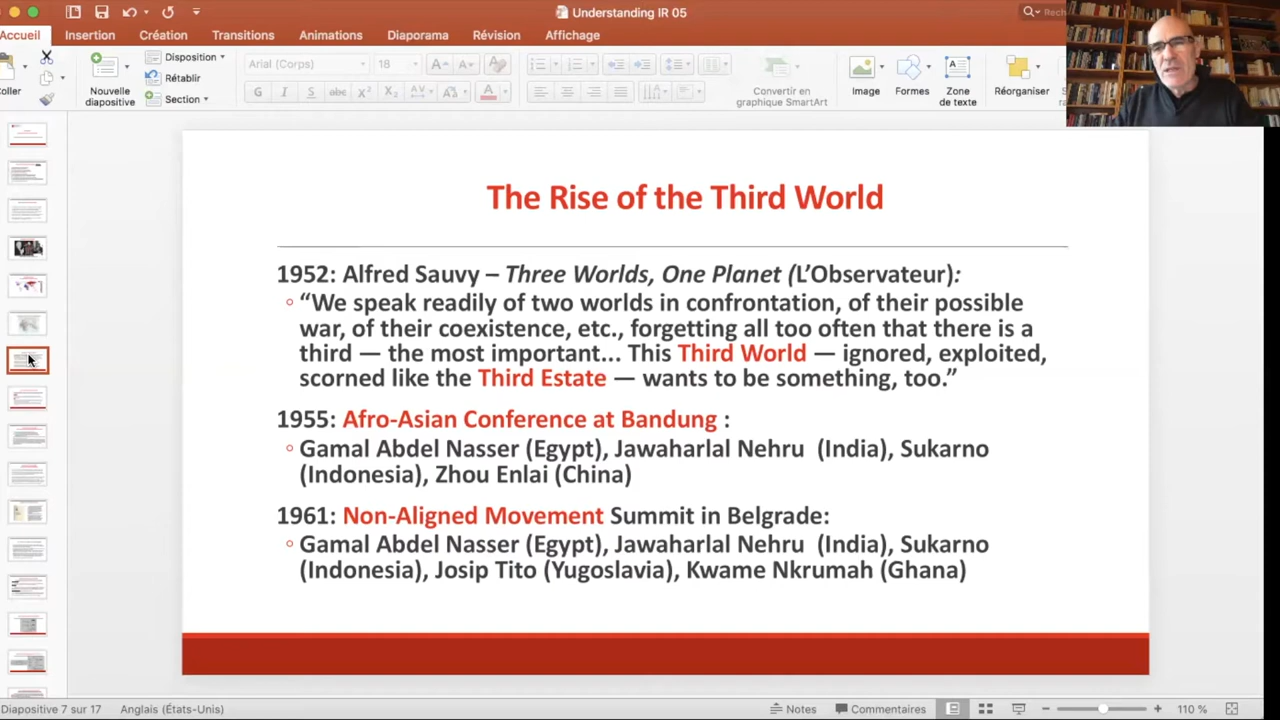 Understanding IR 05
Rech
Accueil Insertion Création Transitions Animations Diaporama Révision Affichage
Coller
Nouvelle
diapositive
Disposition
Rétablir
Section
Arial (Corps) 18
G I S abc X² X₂ AV Aa A
Convertir en
graphique SmartArt
Image
Formes
Zone
de texte
Réorganiser
The Rise of the Third World
1952: Alfred Sauvy – Three Worlds, One Planet (L’Observateur):
“We speak readily of two worlds in confrontation, of their possible
war, of their coexistence, etc., forgetting all too often that there is a
third — the most important... This Third World — ignored, exploited,
scorned like the Third Estate — wants to be something, too.”
1955: Afro-Asian Conference at Bandung :
Gamal Abdel Nasser (Egypt), Jawaharlal Nehru (India), Sukarno
(Indonesia), Zhou Enlai (China)
1961: Non-Aligned Movement Summit in Belgrade:
Gamal Abdel Nasser (Egypt), Jawaharlal Nehru (India), Sukarno
(Indonesia), Josip Tito (Yugoslavia), Kwame Nkrumah (Ghana)
Diapositive 7 sur 17 Anglais (États-Unis) Notes Commentaires 110 %